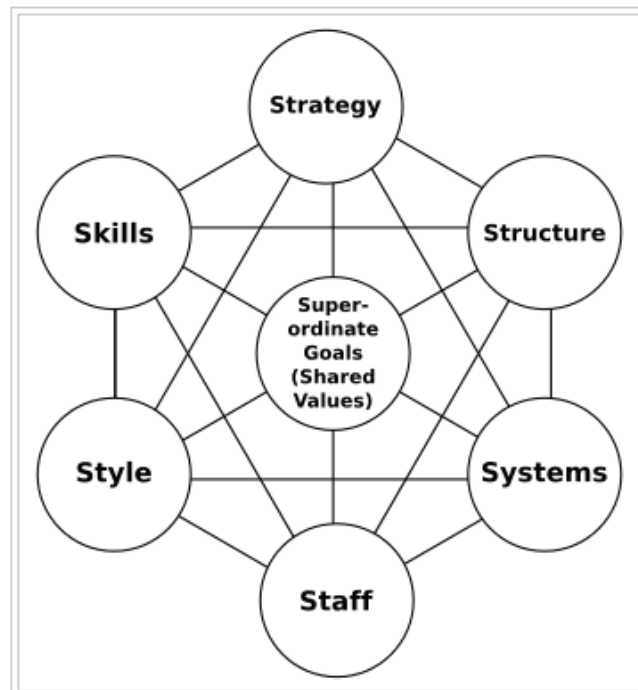 Strategy
Skills
Structure
Super-
ordinate
Goals
(Shared
Values)
Style
Systems
Staff